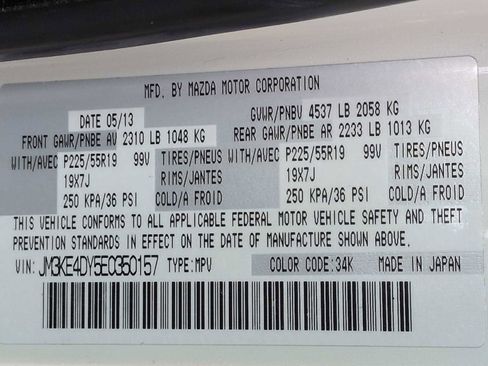 MFD. BY MAZDA MOTOR CORPORATION
DATE 05/13 GVWR/PNBV 4537 LB 2058 KG
FRONT GAWR/PNBE AV 2310 LB 1048 KG REAR GAWR/PNBE AR 2233 LB 1013 KG
WITH/AVEC P225/55R19 99V TIRES/PNEUS WITH/AVEC P225/55R19 99V TIRES/PNEUS
19X7J RIMS/JANTES 19X7J RIMS/JANTES
250 KPA/36 PSI COLD/A FROID 250 KPA/36 PSI COLD/A FROID
THIS VEHICLE CONFORMS TO ALL APPLICABLE FEDERAL MOTOR VEHICLE SAFETY AND THEFT
PREVENTION STANDARDS IN EFFECT ON THE DATE OF MANUFACTURE SHOWN ABOVE.
VIN: JM3KE4DY5E0350157 TYPE:MPV COLOR CODE:34K MADE IN JAPAN